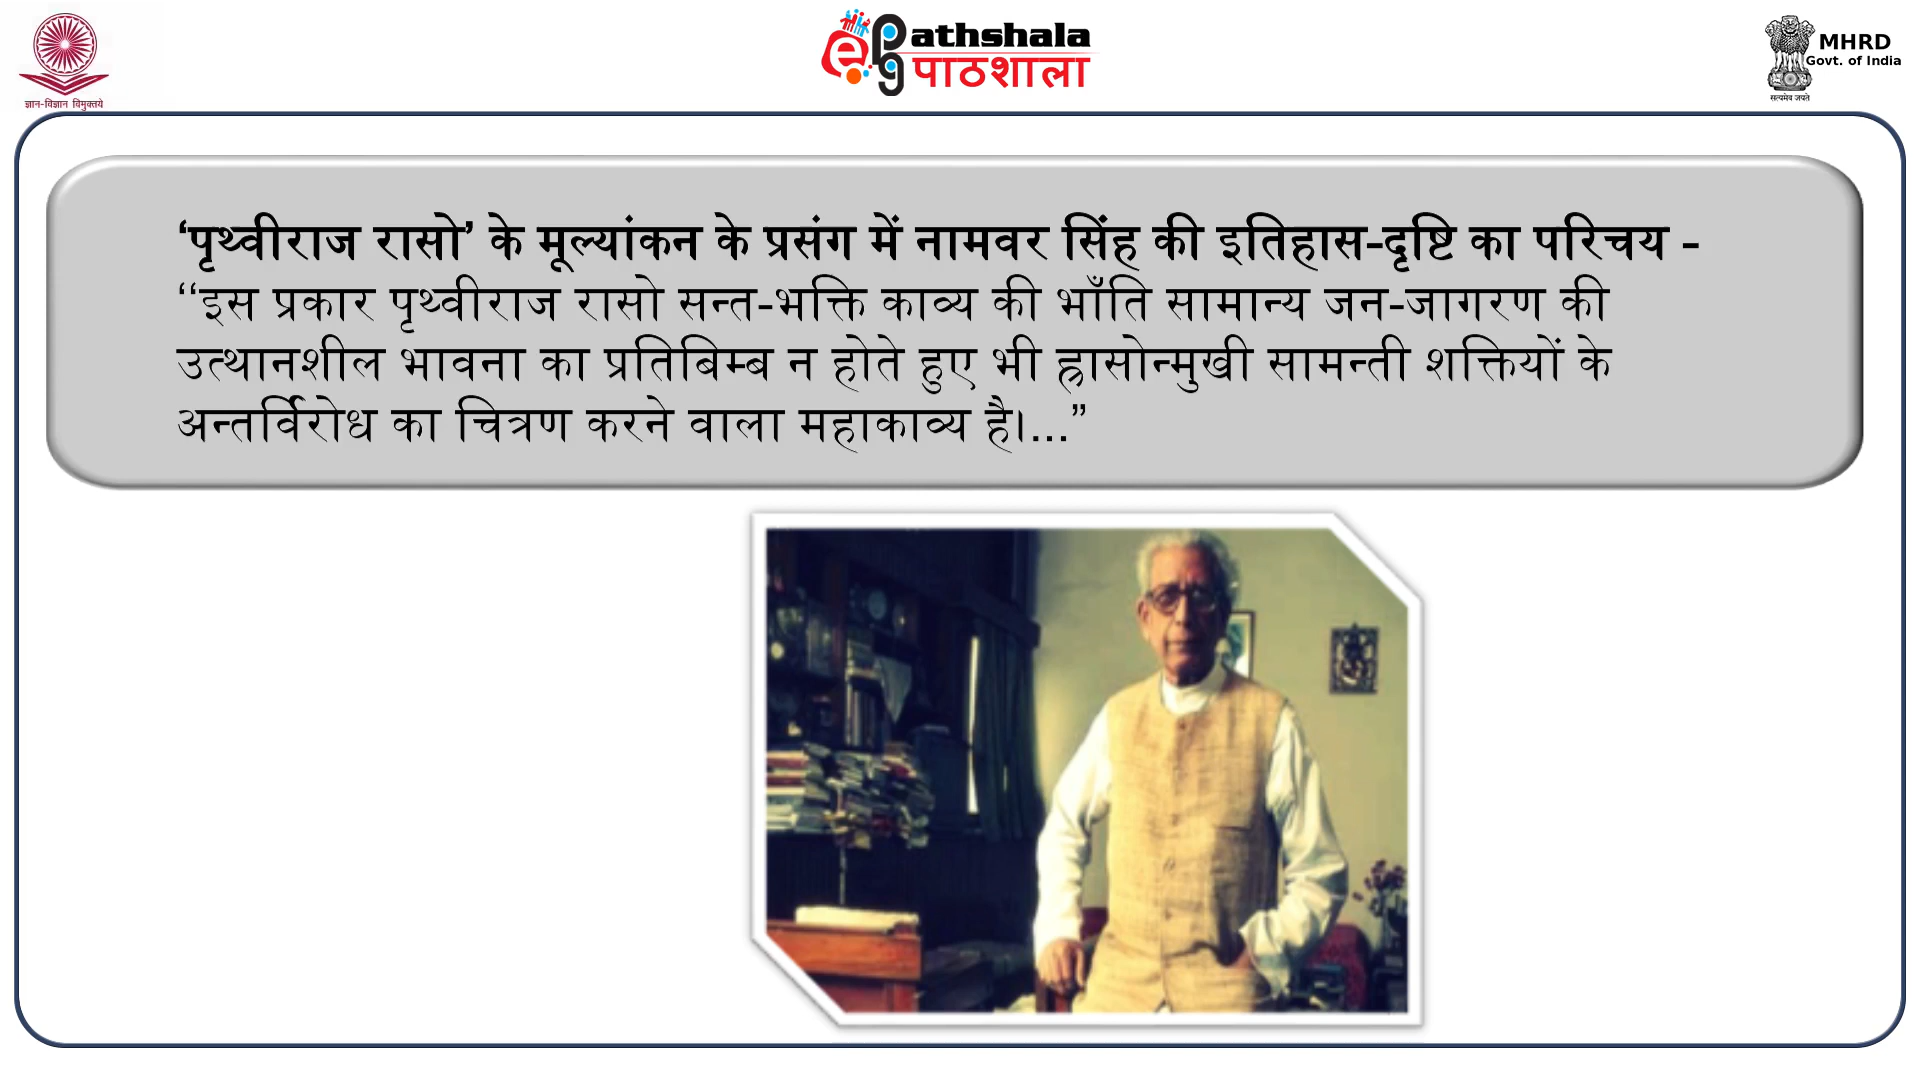 ज्ञान-विज्ञान विमुक्तये
ePathshala
पाठशाला
MHRD
Govt. of India
सत्यमेव जयते
‘पृथ्वीराज रासो’ के मूल्यांकन के प्रसंग में नामवर सिंह की इतिहास-दृष्टि का परिचय -
‘‘इस प्रकार पृथ्वीराज रासो सन्त-भक्ति काव्य की भाँति सामान्य जन-जागरण की
उत्थानशील भावना का प्रतिबिम्ब न होते हुए भी ह्रासोन्मुखी सामन्ती शक्तियों के
अन्तर्विरोध का चित्रण करने वाला महाकाव्य है।...”